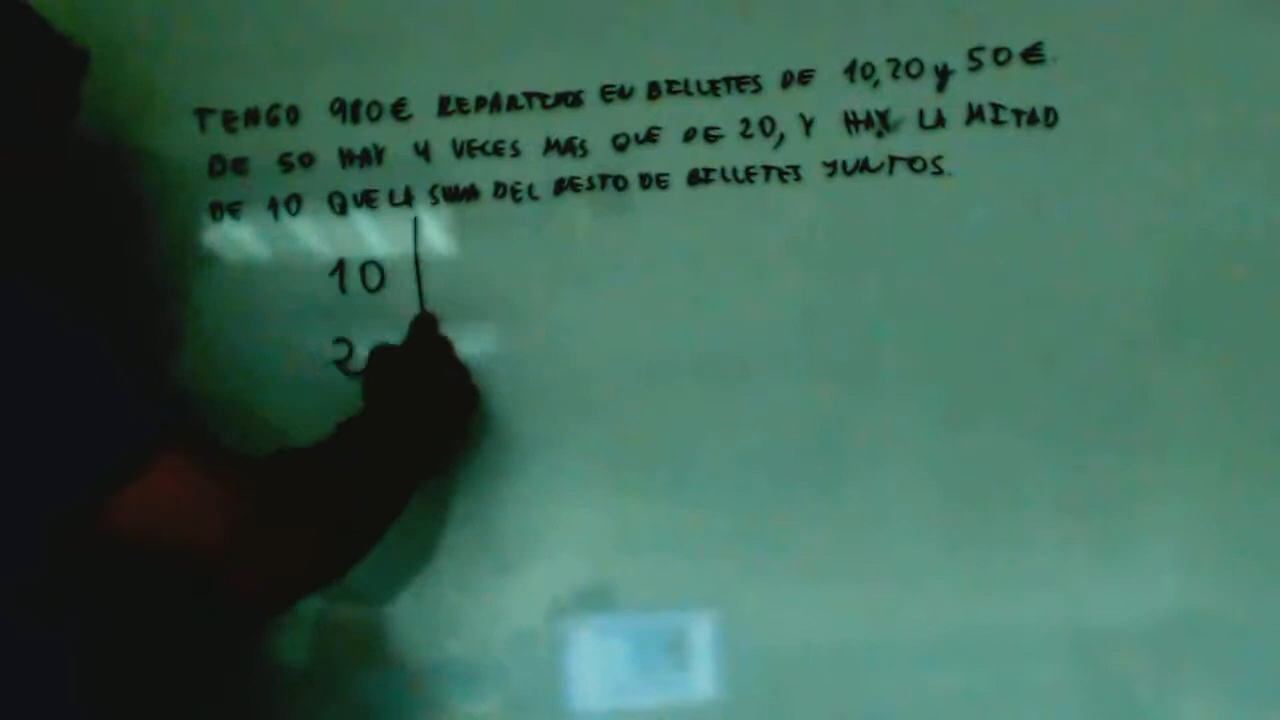 TENGO 980€ REPARTIDOS EN BILLETES DE 10, 20 y 50€.
DE 50 HAY 4 VECES MAS QUE DE 20, Y HAY LA MITAD
DE 10 QUE LA SUMA DEL RESTO DE BILLETES JUNTOS.
10
2